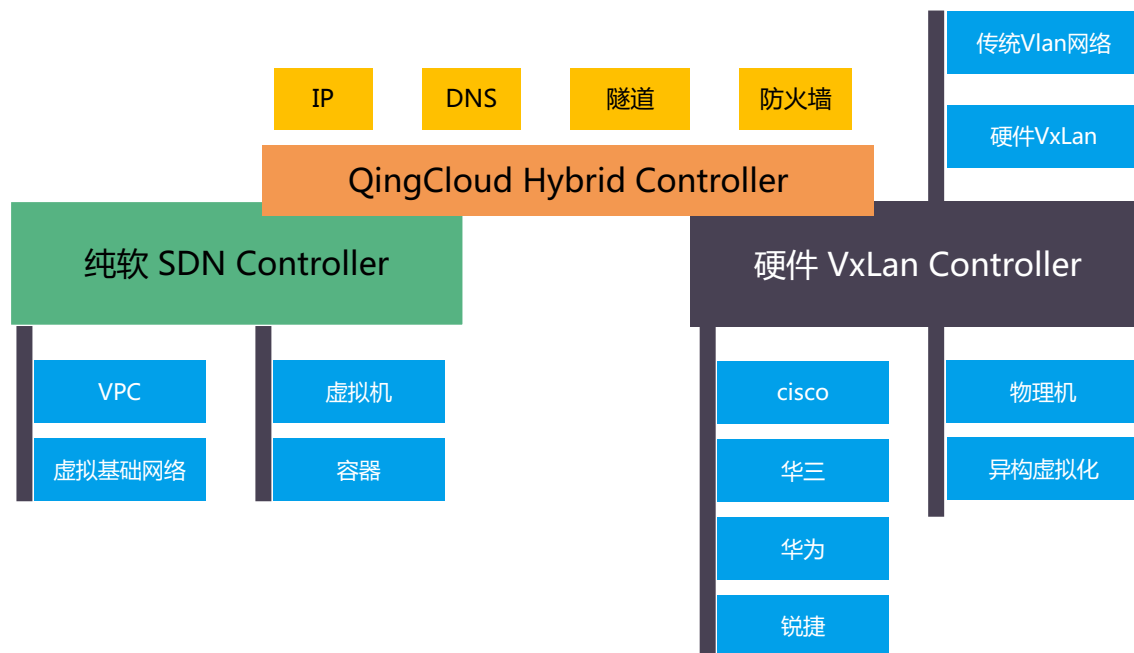 传统Vlan网络
硬件VxLan
IP
DNS
隧道
防火墙
QingCloud Hybrid Controller
纯软 SDN Controller
硬件 VxLan Controller
VPC
虚拟基础网络
虚拟机
容器
cisco
华三
华为
锐捷
物理机
异构虚拟化